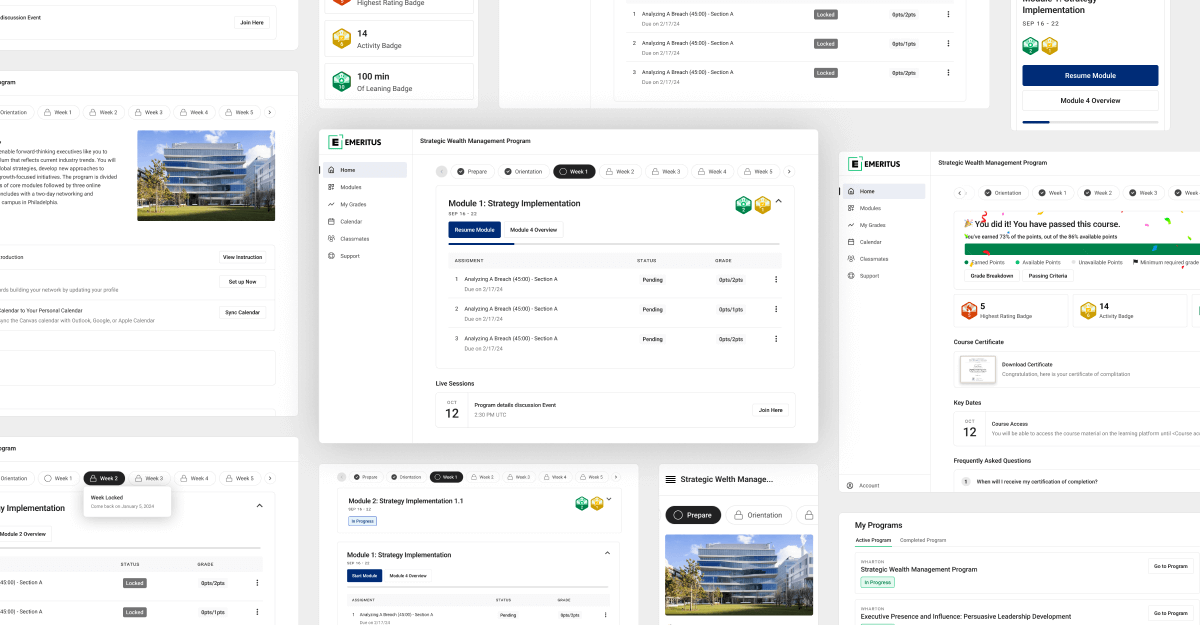 discussion Event
Join Here
rogram
Orientation
Week 1
Week 2
Week 3
Week 4
Week 5
enable forward-thinking executives like you to
lum that reflects current industry trends. You will
lobal strategies, develop new approaches to
growth-focused initiatives. The program is divided
s of core modules followed by three online
concludes with a two-day networking and
campus in Philadelphia.
roduction
View Instruction
Set up Now
rds building your network by updating your profile
Calendar to Your Personal Calendar
sync the Canvas calendar with Outlook, Google, or Apple Calendar
Sync Calendar
rogram
Orientation
Week 1
Week 2
Week 3
Week 4
Week 5
Week Locked
Come back on January 5, 2024
y Implementation
Module 2 Overview
STATUS
GRADE
45:00) - Section A
Locked
0pts/2pts
45:00) - Section A
Locked
0pts/1pts
Highest Rating Badge
14
Activity Badge
100 min
Of Leaning Badge
10
1 Analyzing A Breach (45:00) - Section A
Locked
0pts/2pts
Due on 2/17/24
2 Analyzing A Breach (45:00) - Section A
Locked
0pts/1pts
Due on 2/17/24
3 Analyzing A Breach (45:00) - Section A
Locked
0pts/2pts
Due on 2/17/24
Module 4: Strategy
Implementation
SEP 16 - 22
Resume Module
Module 4 Overview
E EMERITUS
Strategic Wealth Management Program
Home
Modules
My Grades
Calendar
Classmates
Support
Prepare
Orientation
Week 1
Week 2
Week 3
Week 4
Week 5
Module 1: Strategy Implementation
SEP 16 - 22
Resume Module
Module 4 Overview
ASSIGMENT
STATUS
GRADE
1 Analyzing A Breach (45:00) - Section A
Pending
0pts/2pts
Due on 2/17/24
2 Analyzing A Breach (45:00) - Section A
Pending
0pts/1pts
Due on 2/17/24
3 Analyzing A Breach (45:00) - Section A
Pending
0pts/2pts
Due on 2/17/24
Live Sessions
OCT
12
Program details discussion Event
2:30 PM UTC
Join Here
Prepare
Orientation
Week 1
Week 2
Week 3
Week 4
Week 5
Module 2: Strategy Implementation 1.1
SEP 16 - 22
In Progress
Module 1: Strategy Implementation
SEP 16 - 22
Start Module
Module 4 Overview
ASSIGMENT
STATUS
GRADE
1 Analyzing A Breach (45:00) - Section A
Pending
0pts/2pts
Due on 2/17/24
Strategic Welth Manage...
Prepare
Orientation
E EMERITUS
Strategic Wealth Management Program
Home
Modules
My Grades
Calendar
Classmates
Support
Account
Orientation
Week 1
Week 2
Week 3
Week 4
You did it! You have passed this course.
You've earned 73% of the points, out of the 86% available points
Earned Points
Available Points
Unavailable Points
Minimum required grade
Grade Breakdown
Passing Criteria
5
Highest Rating Badge
14
Activity Badge
Course Certificate
Download Certificate
Congratulation, here is your certificate of complitation
Key Dates
OCT
12
Course Access
You will be able to access the course material on the learning platform until <Course acc
Frequently Asked Questions
1 When will I receive my certification of completion?
My Programs
Active Program
Completed Program
WHARTON
Strategic Wealth Management Program
In Progress
Go to Program
WHARTON
Executive Presence and Influence: Persuasive Leadership Development
Go to Program